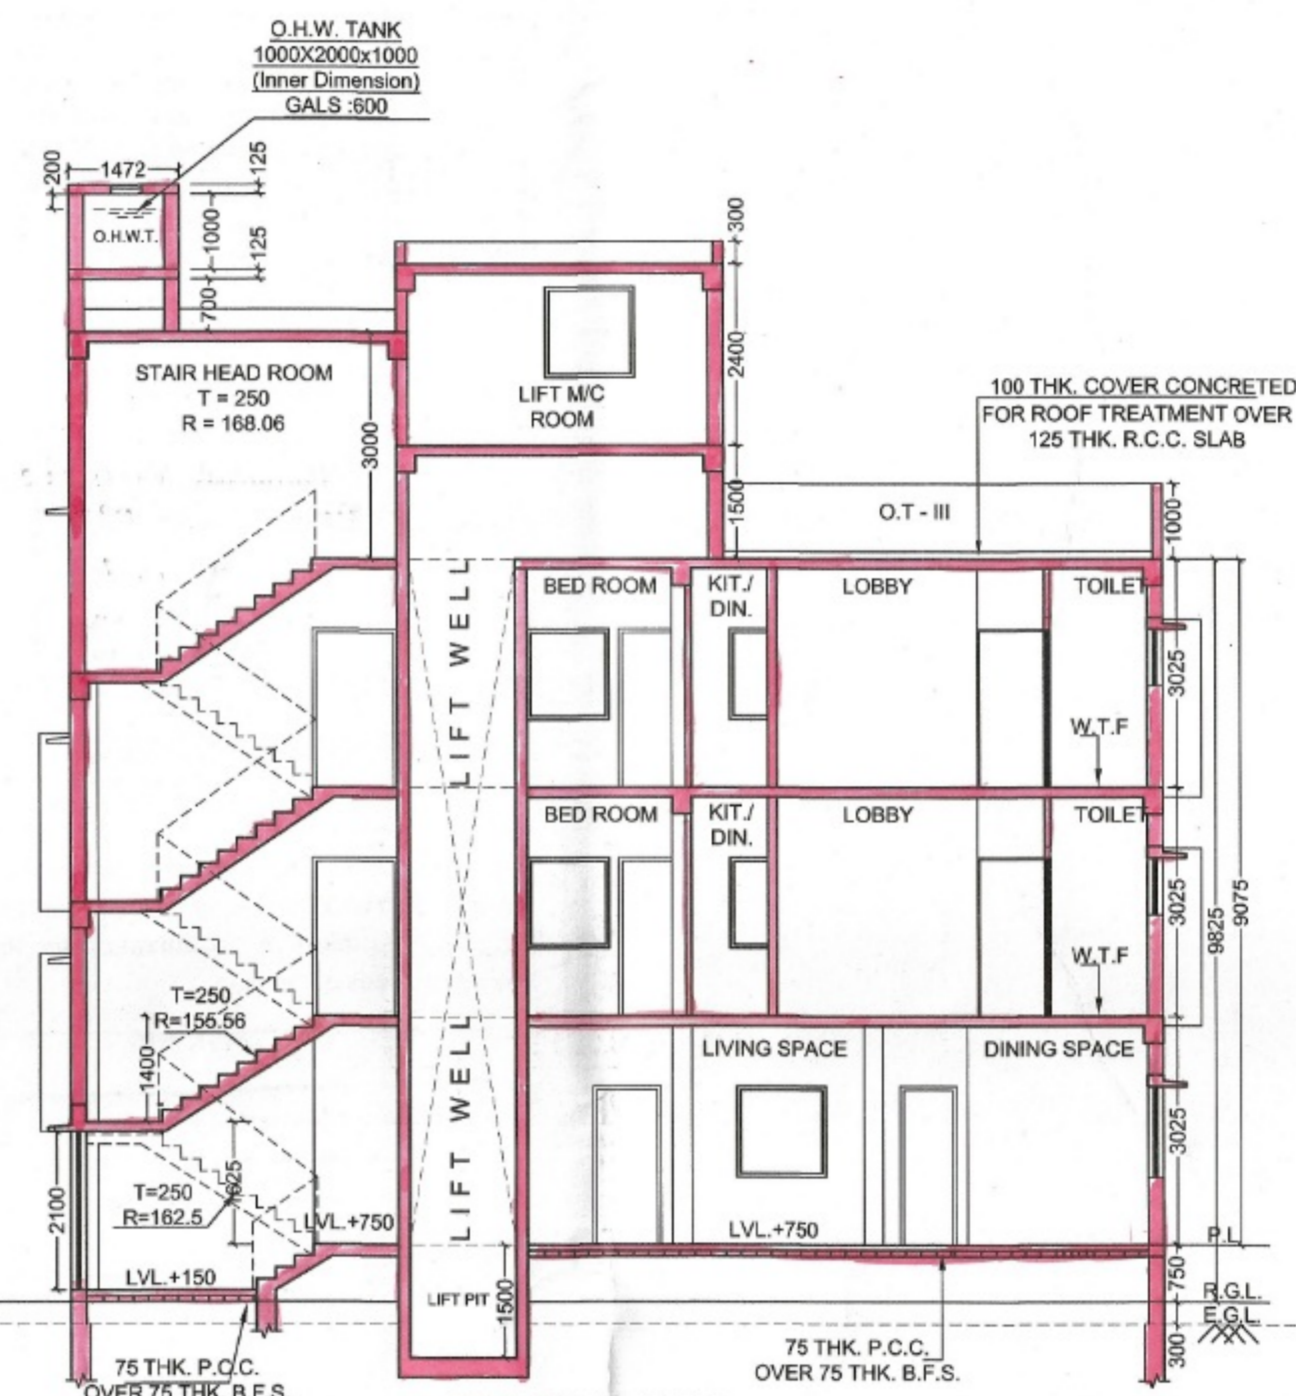 O.H.W. TANK
1000X2000x1000
(Inner Dimension)
GALS :600
200
1472
125
O.H.W.T.
1000
125
700
300
STAIR HEAD ROOM
T = 250
R = 168.06
3000
LIFT M/C
ROOM
2400
100 THK. COVER CONCRETED
FOR ROOF TREATMENT OVER
125 THK. R.C.C. SLAB
1500
O.T - III
1000
LIFT WELL
BED ROOM
KIT./
DIN.
LOBBY
TOILET
3025
W.T.F
BED ROOM
KIT./
DIN.
LOBBY
TOILET
3025
9825
9075
W.T.F
T=250
R=155.56
1400
LIFT WELL
LIVING SPACE
DINING SPACE
3025
2100
T=250
R=162.5
LVL.+750
LVL.+750
P.L
LVL.+150
LIFT PIT
1500
750
R.G.L.
E.G.L.
300
75 THK. P.C.C.
OVER 75 THK. B.F.S.
75 THK. P.C.C.
OVER 75 THK. B.F.S.